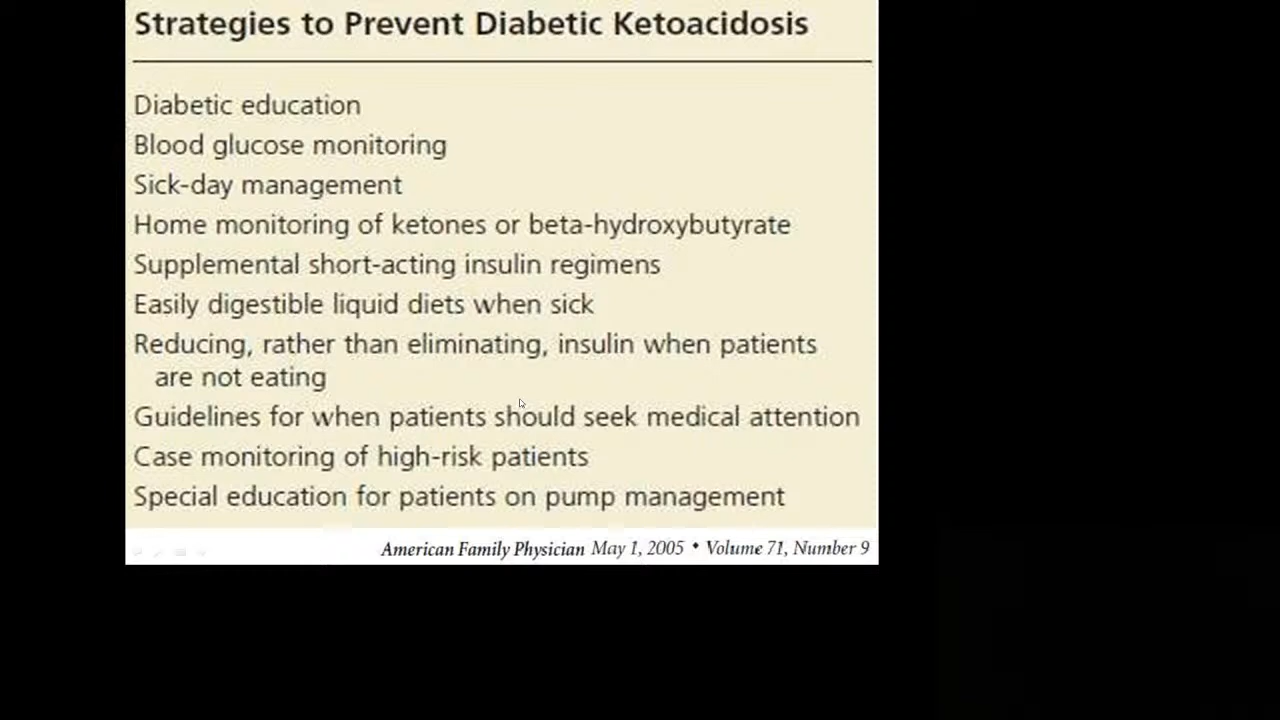 Strategies to Prevent Diabetic Ketoacidosis
Diabetic education
Blood glucose monitoring
Sick-day management
Home monitoring of ketones or beta-hydroxybutyrate
Supplemental short-acting insulin regimens
Easily digestible liquid diets when sick
Reducing, rather than eliminating, insulin when patients
are not eating
Guidelines for when patients should seek medical attention
Case monitoring of high-risk patients
Special education for patients on pump management
American Family Physician May 1, 2005 • Volume 71, Number 9